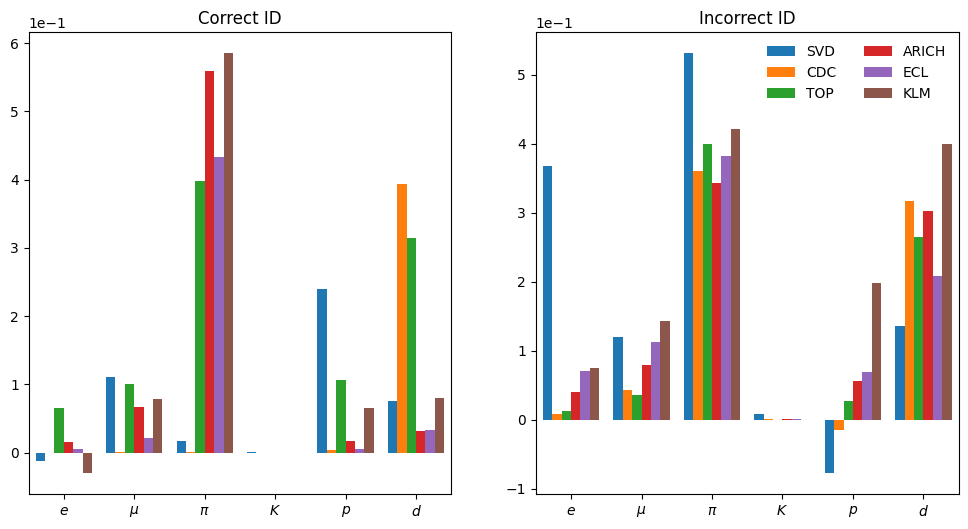 Correct ID
1e−1
6
5
4
3
2
1
0
e μ π K p d
Incorrect ID
1e−1
5
4
3
2
1
0
−1
SVD ARICH
CDC ECL
TOP KLM
e μ π K p d